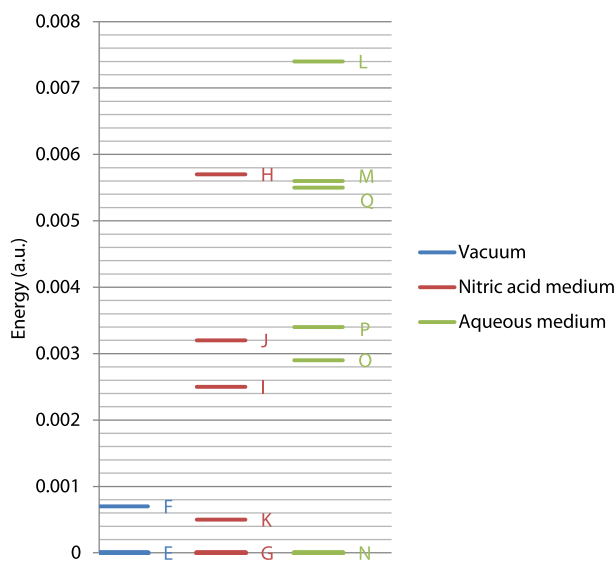 0.008
L
0.007
0.006
H
M
Q
0.005
Energy (a.u.)
Vacuum
0.004
Nitric acid medium
Aqueous medium
P
J
0.003
O
I
0.002
0.001
F
K
0
E
G
N